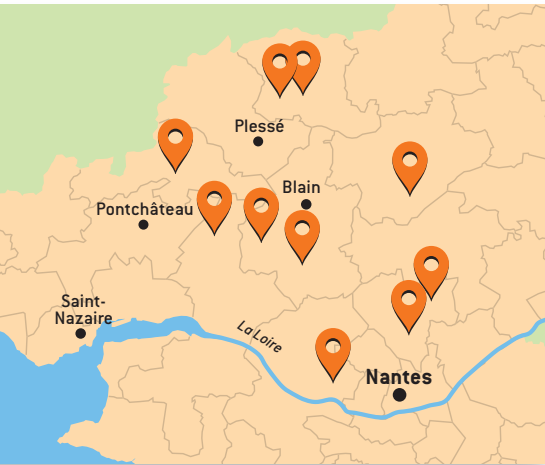 Plessé
Blain
Pontchâteau
Saint-
Nazaire
La Loire
Nantes